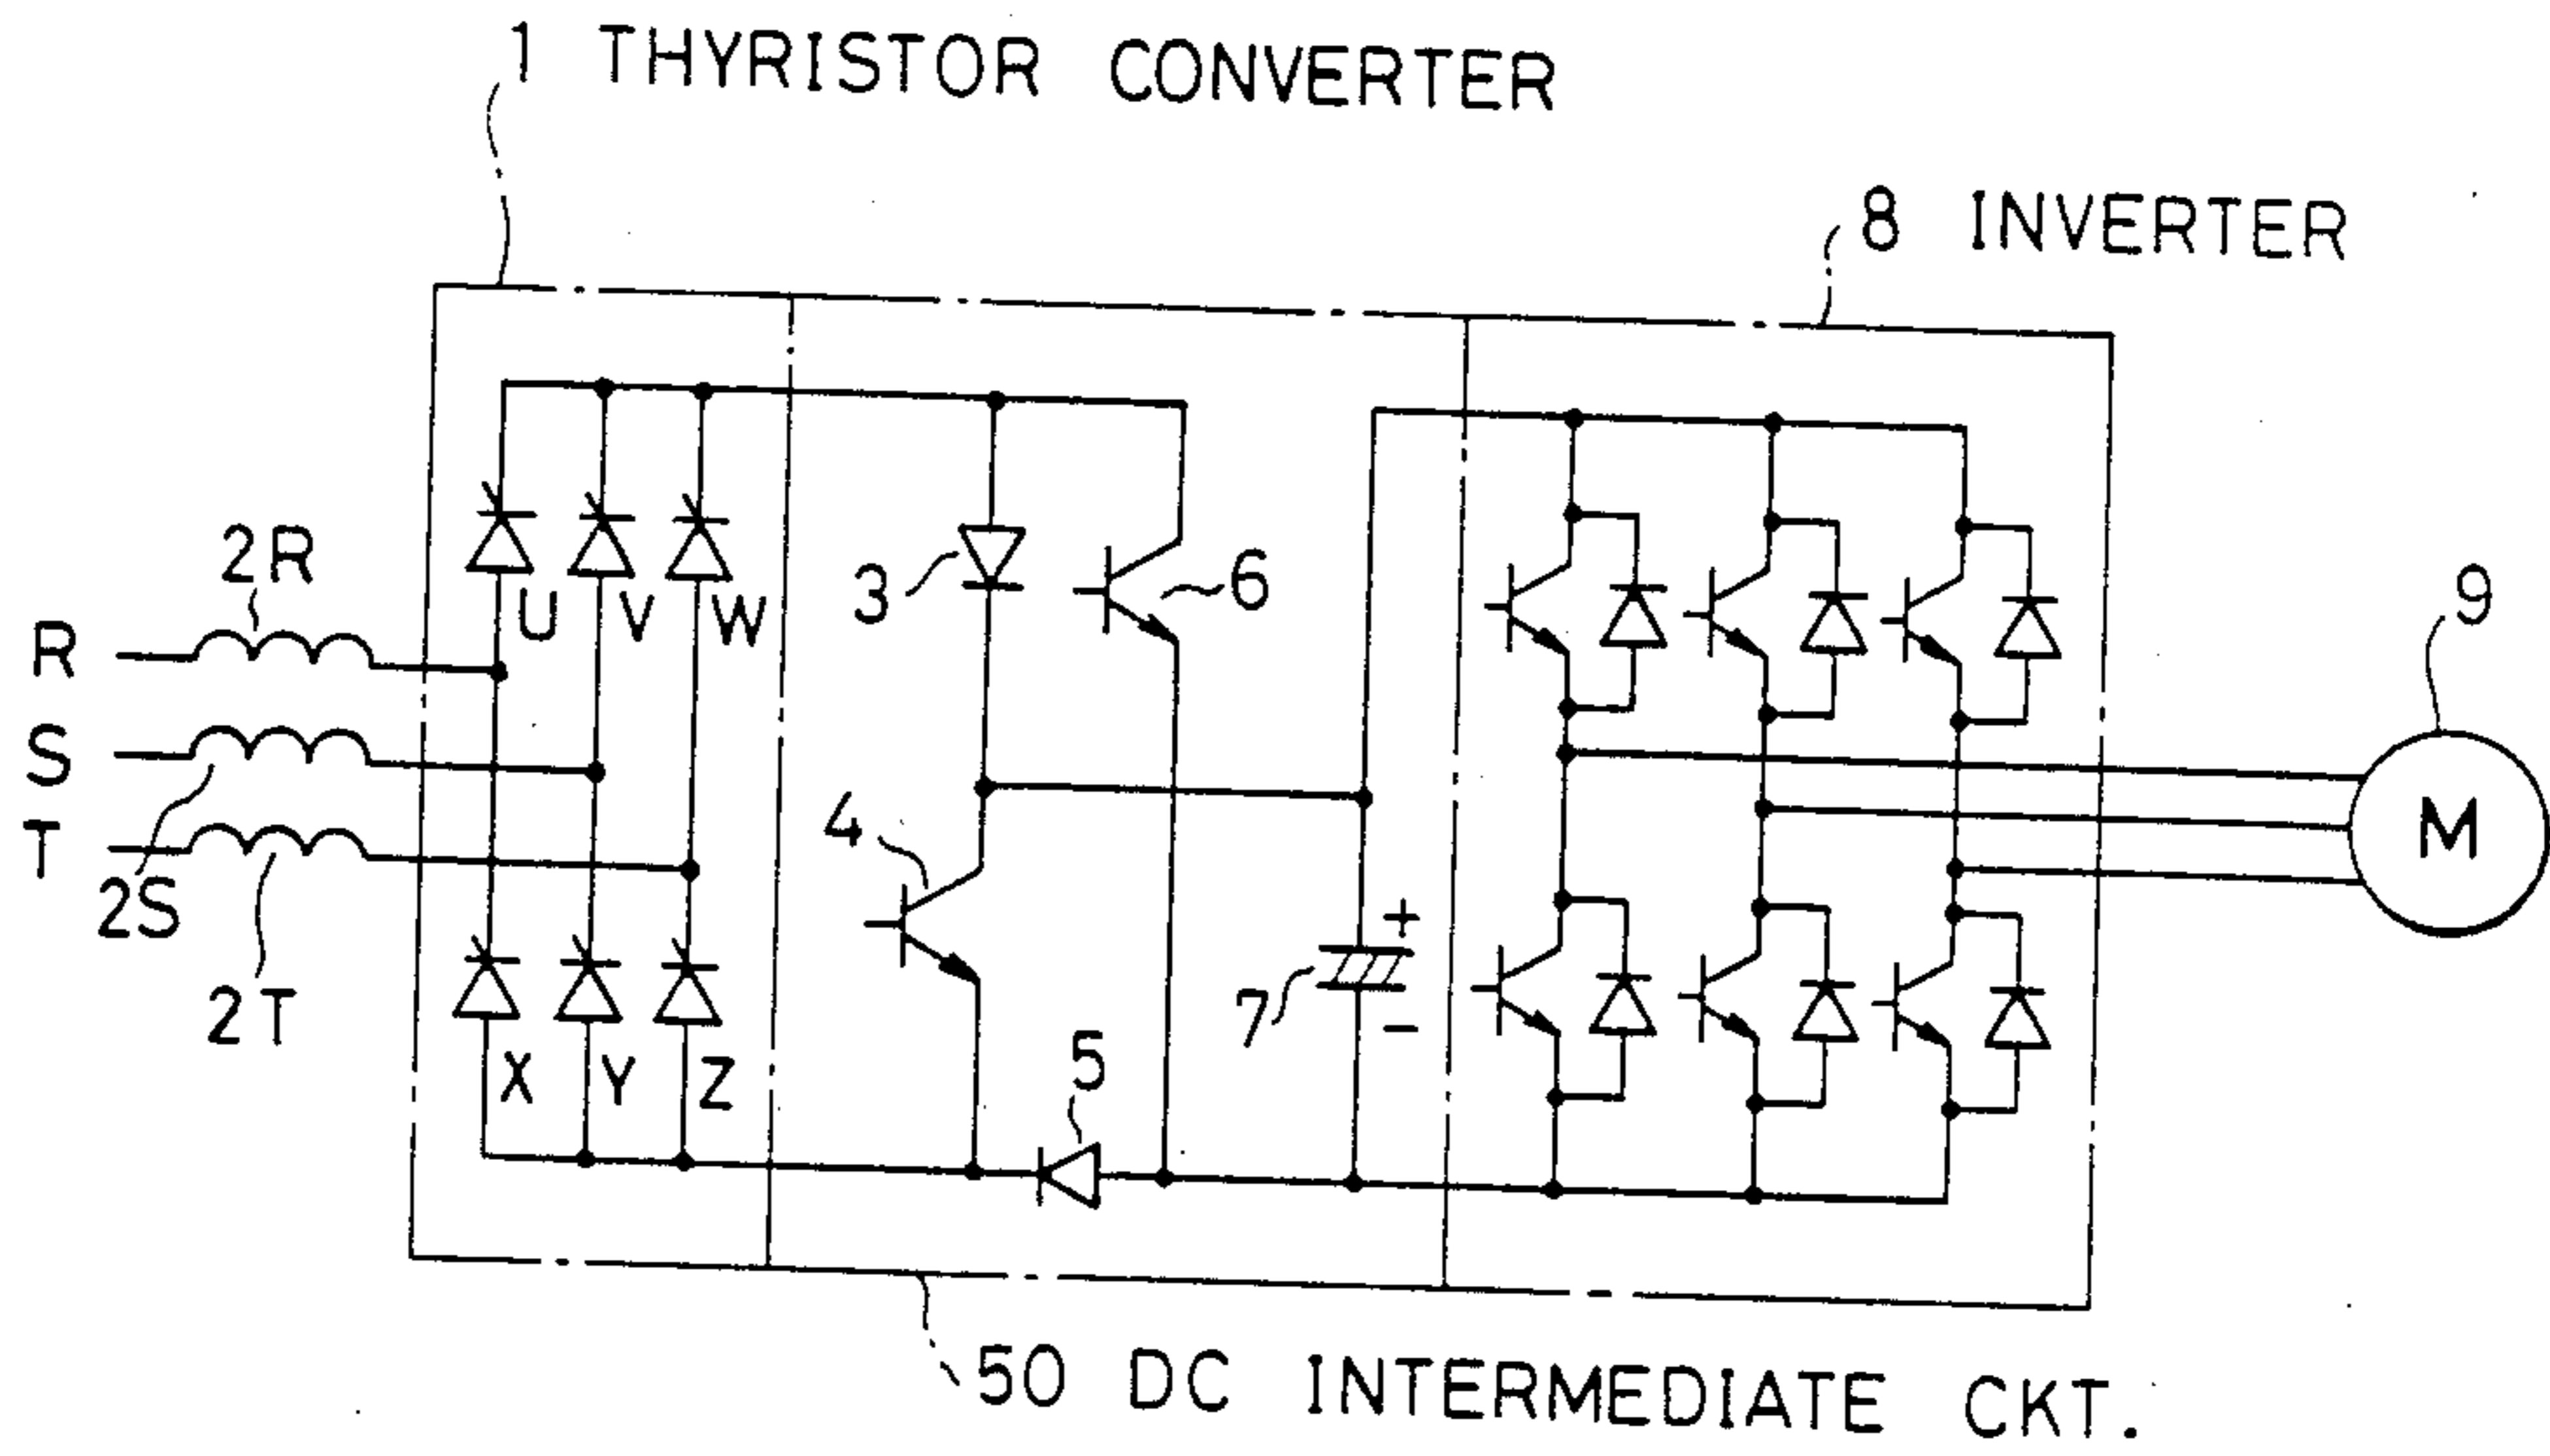 1 THYRISTOR CONVERTER
8 INVERTER
2R
U V W
3
6
9
R
S
T
2S
2T
4
M
+
7
-
5
X Y Z
50 DC INTERMEDIATE CKT.